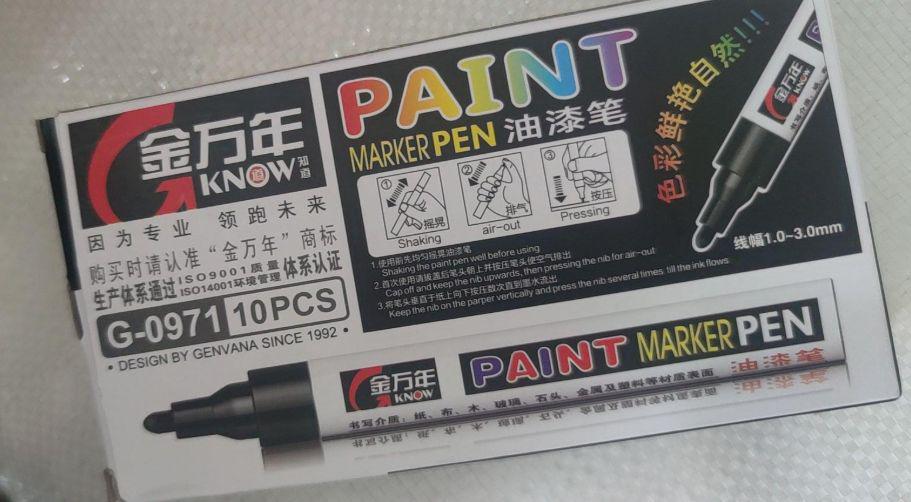 金万年
KNOW 知道
因为专业 领跑未来
购买时请认准“金万年”商标
生产体系通过 ISO9001质量 ISO14001环境管理 体系认证
G-0971 10PCS
• DESIGN BY GENVANA SINCE 1992 •
PAINT
MARKER PEN 油漆笔
① 摇晃
Shaking
② 排气
air-out
③ 按压
Pressing
1.使用前先均匀摇晃油漆笔
Shaking the paint pen well before using
2.首次使用请拔盖后笔头朝上并按压笔头使空气排出
Cap off and keep the nib upwards, then pressing the nib for air-out
3.将笔头垂直于纸上向下按压数次直到墨水流出
Keep the nib on the parper vertically and press the nib several times, till the ink flows
色彩鲜艳自然!!!
金万年
KNOW
线幅1.0~3.0mm
金万年
KNOW
PAINT MARKER PEN
油漆笔
书写介质：纸、布、木、玻璃、石头、金属及塑料等材质表面